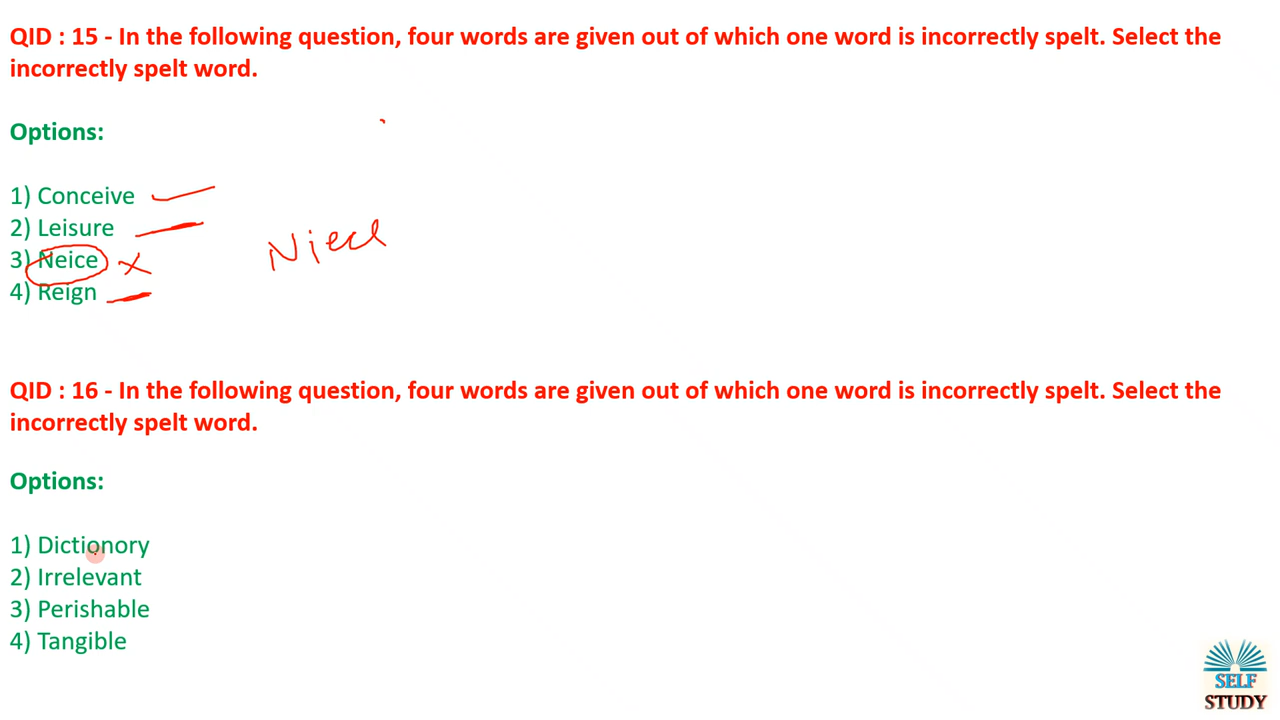 QID : 15 - In the following question, four words are given out of which one word is incorrectly spelt. Select the
incorrectly spelt word.
Options:
1) Conceive
2) Leisure
3) Neice
4) Reign
Niece
QID : 16 - In the following question, four words are given out of which one word is incorrectly spelt. Select the
incorrectly spelt word.
Options:
1) Dictionory
2) Irrelevant
3) Perishable
4) Tangible
SELF
STUDY